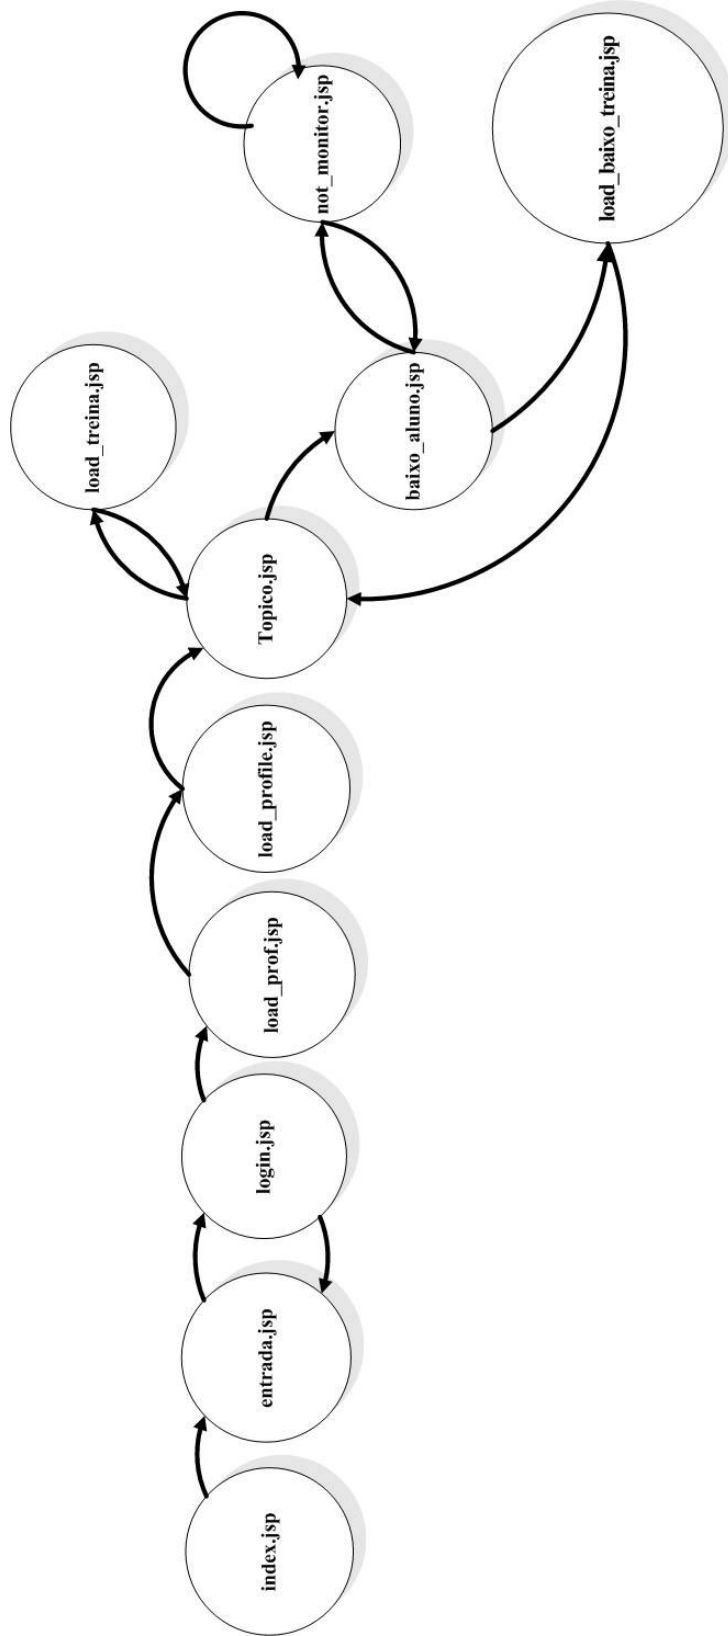 index.jsp
entrada.jsp
login.jsp
load_prof.jsp
load_profile.jsp
Topico.jsp
load_treina.jsp
baixo_aluno.jsp
not_monitor.jsp
load_baixo_treina.jsp